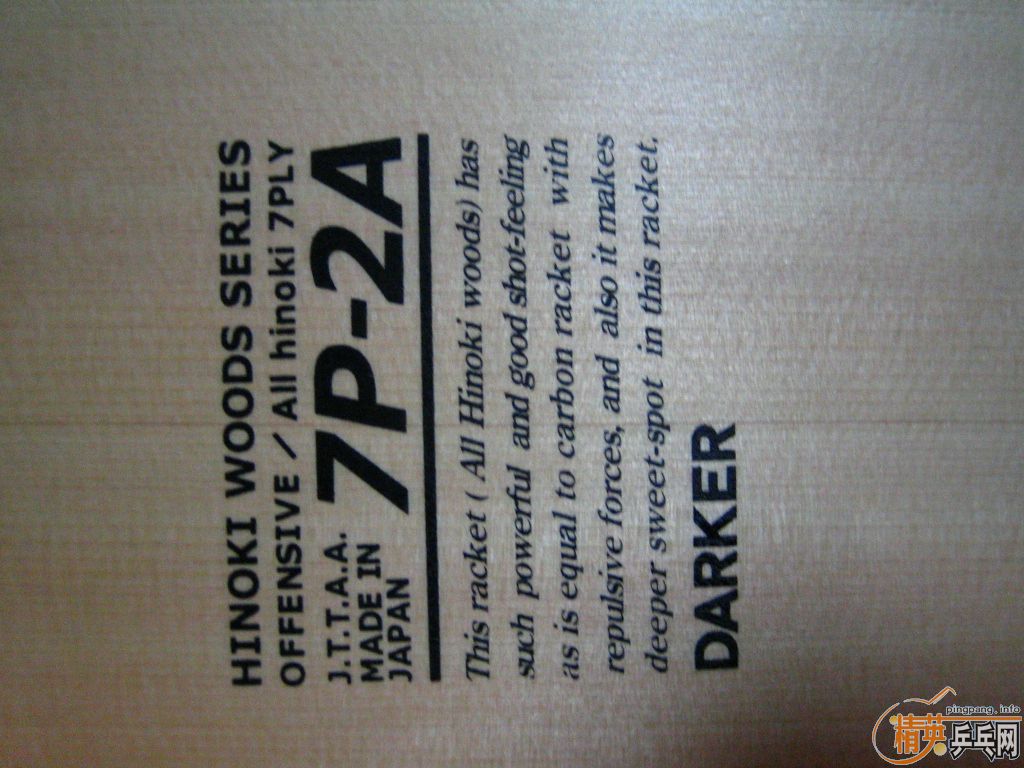 HINOKI WOODS SERIES
OFFENSIVE / All hinoki 7PLY
J.T.T.A.A.
MADE IN
JAPAN
7P-2A
This racket ( All Hinoki woods) has
such powerful and good shot-feeling
as is equal to carbon racket with
repulsive forces, and also it makes
deeper sweet-spot in this racket.
DARKER
pingpang.info
精英乒乓网